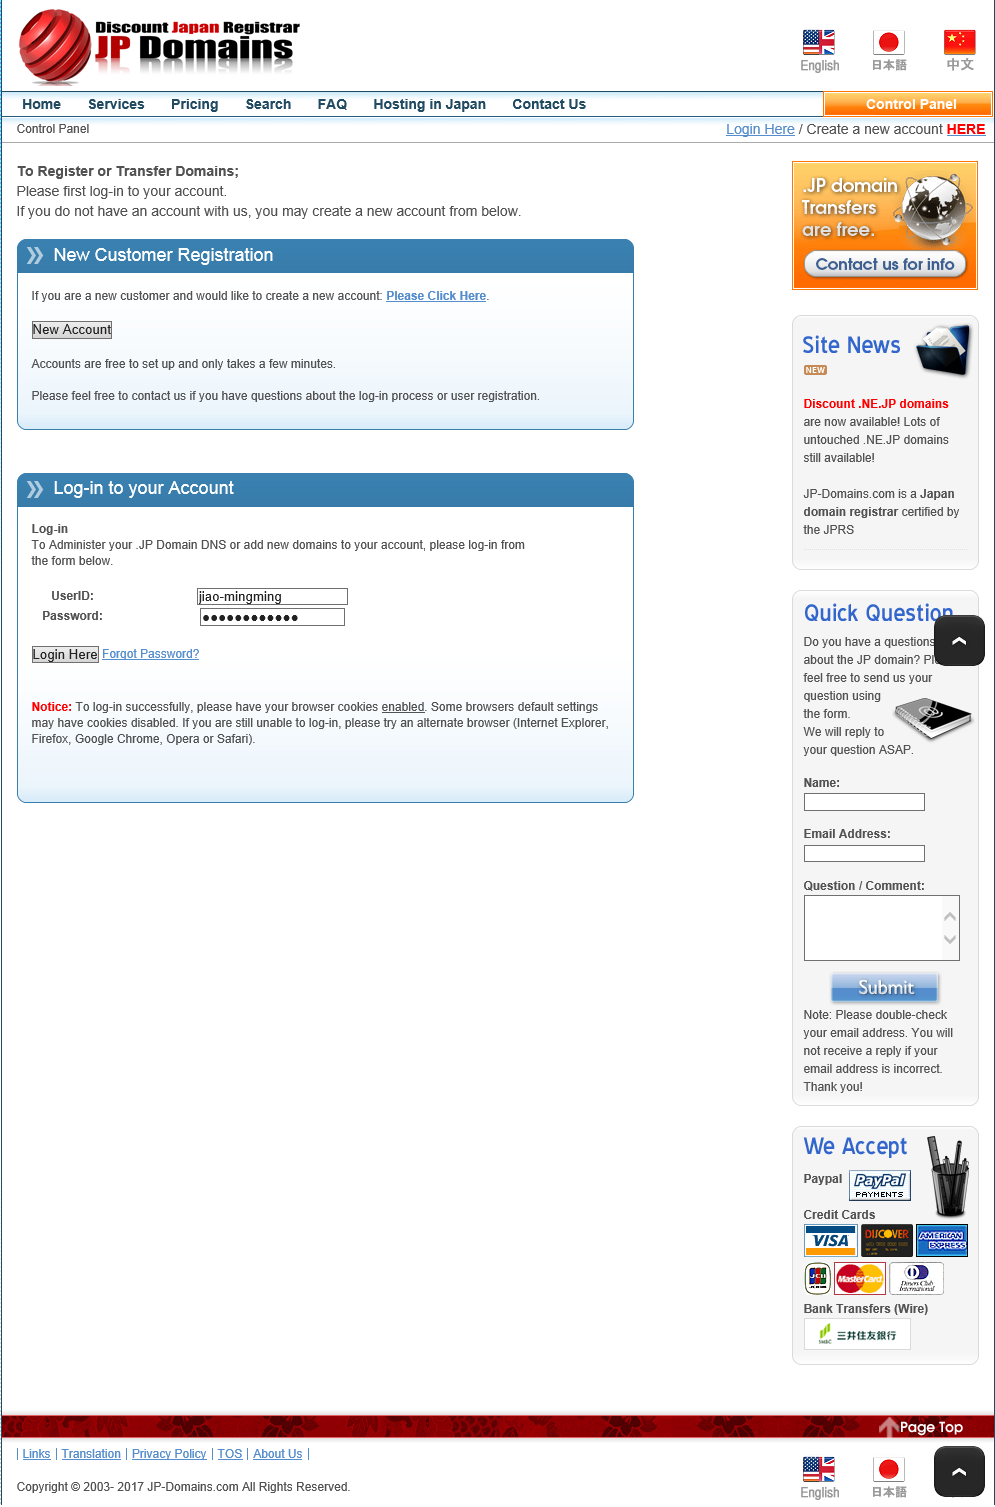 Discount Japan Registrar
JP Domains
English
日本語
中文
Home
Services
Pricing
Search
FAQ
Hosting in Japan
Contact Us
Control Panel
Control Panel
Login Here / Create a new account HERE
To Register or Transfer Domains;
Please first log-in to your account.
If you do not have an account with us, you may create a new account from below.
New Customer Registration
If you are a new customer and would like to create a new account: Please Click Here.
New Account
Accounts are free to set up and only takes a few minutes.
Please feel free to contact us if you have questions about the log-in process or user registration.
Log-in to your Account
Log-in
To Administer your .JP Domain DNS or add new domains to your account, please log-in from
the form below.
UserID:
jiao-mingming
Password:
●●●●●●●●●●●●
Login Here Forgot Password?
Notice: To log-in successfully, please have your browser cookies enabled. Some browsers default settings
may have cookies disabled. If you are still unable to log-in, please try an alternate browser (Internet Explorer,
Firefox, Google Chrome, Opera or Safari).
.JP domain
Transfers
are free.
Contact us for info
Site News
NEW
Discount .NE.JP domains
are now available! Lots of
untouched .NE.JP domains
still available!
JP-Domains.com is a Japan
domain registrar certified by
the JPRS
Quick Question
Do you have a questions
about the JP domain?
feel free to send us your
question using
the form.
We will reply to
your question ASAP.
Name:
Email Address:
Question / Comment:
Submit
Note: Please double-check
your email address. You will
not receive a reply if your
email address is incorrect.
Thank you!
We Accept
Paypal
PayPal
PAYMENTS
Credit Cards
VISA
DISCOVER
AMERICAN
EXPRESS
JCB
MasterCard
Diners Club
International
Bank Transfers (Wire)
SMBC
三井住友銀行
Page Top
| Links | Translation | Privacy Policy | TOS | About Us |
Copyright © 2003- 2017 JP-Domains.com All Rights Reserved.
English
日本語